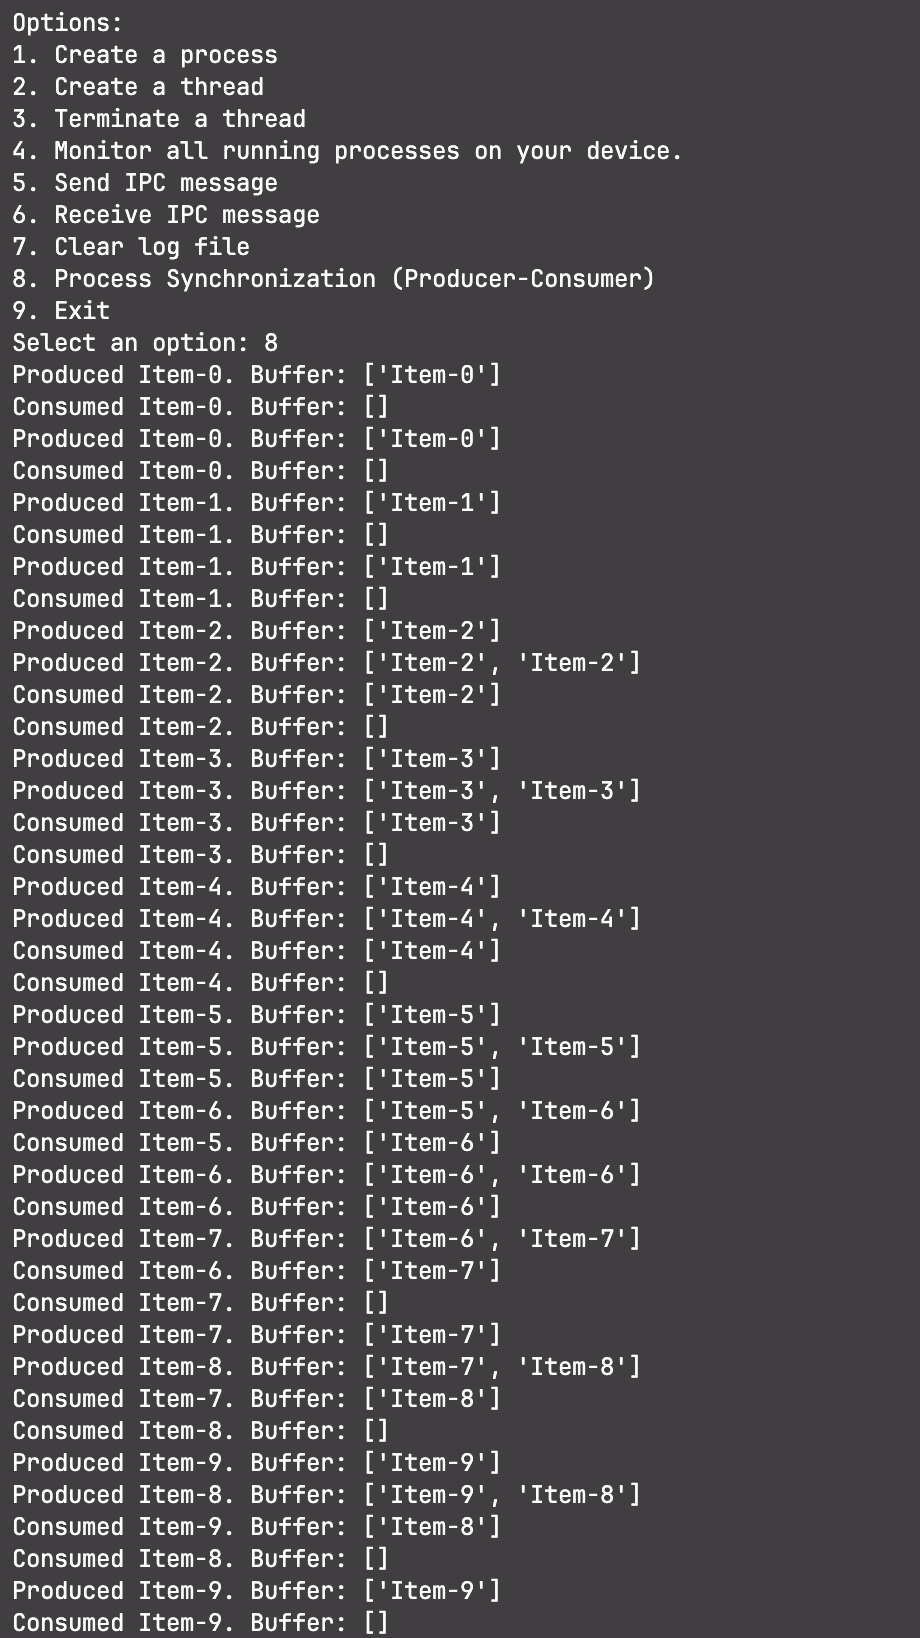 Options:
1. Create a process
2. Create a thread
3. Terminate a thread
4. Monitor all running processes on your device.
5. Send IPC message
6. Receive IPC message
7. Clear log file
8. Process Synchronization (Producer-Consumer)
9. Exit
Select an option: 8
Produced Item-0. Buffer: ['Item-0']
Consumed Item-0. Buffer: []
Produced Item-0. Buffer: ['Item-0']
Consumed Item-0. Buffer: []
Produced Item-1. Buffer: ['Item-1']
Consumed Item-1. Buffer: []
Produced Item-1. Buffer: ['Item-1']
Consumed Item-1. Buffer: []
Produced Item-2. Buffer: ['Item-2']
Produced Item-2. Buffer: ['Item-2', 'Item-2']
Consumed Item-2. Buffer: ['Item-2']
Consumed Item-2. Buffer: []
Produced Item-3. Buffer: ['Item-3']
Produced Item-3. Buffer: ['Item-3', 'Item-3']
Consumed Item-3. Buffer: ['Item-3']
Consumed Item-3. Buffer: []
Produced Item-4. Buffer: ['Item-4']
Produced Item-4. Buffer: ['Item-4', 'Item-4']
Consumed Item-4. Buffer: ['Item-4']
Consumed Item-4. Buffer: []
Produced Item-5. Buffer: ['Item-5']
Produced Item-5. Buffer: ['Item-5', 'Item-5']
Consumed Item-5. Buffer: ['Item-5']
Produced Item-6. Buffer: ['Item-5', 'Item-6']
Consumed Item-5. Buffer: ['Item-6']
Produced Item-6. Buffer: ['Item-6', 'Item-6']
Consumed Item-6. Buffer: ['Item-6']
Produced Item-7. Buffer: ['Item-6', 'Item-7']
Consumed Item-6. Buffer: ['Item-7']
Consumed Item-7. Buffer: []
Produced Item-7. Buffer: ['Item-7']
Produced Item-8. Buffer: ['Item-7', 'Item-8']
Consumed Item-7. Buffer: ['Item-8']
Consumed Item-8. Buffer: []
Produced Item-9. Buffer: ['Item-9']
Produced Item-8. Buffer: ['Item-9', 'Item-8']
Consumed Item-9. Buffer: ['Item-8']
Consumed Item-8. Buffer: []
Produced Item-9. Buffer: ['Item-9']
Consumed Item-9. Buffer: []